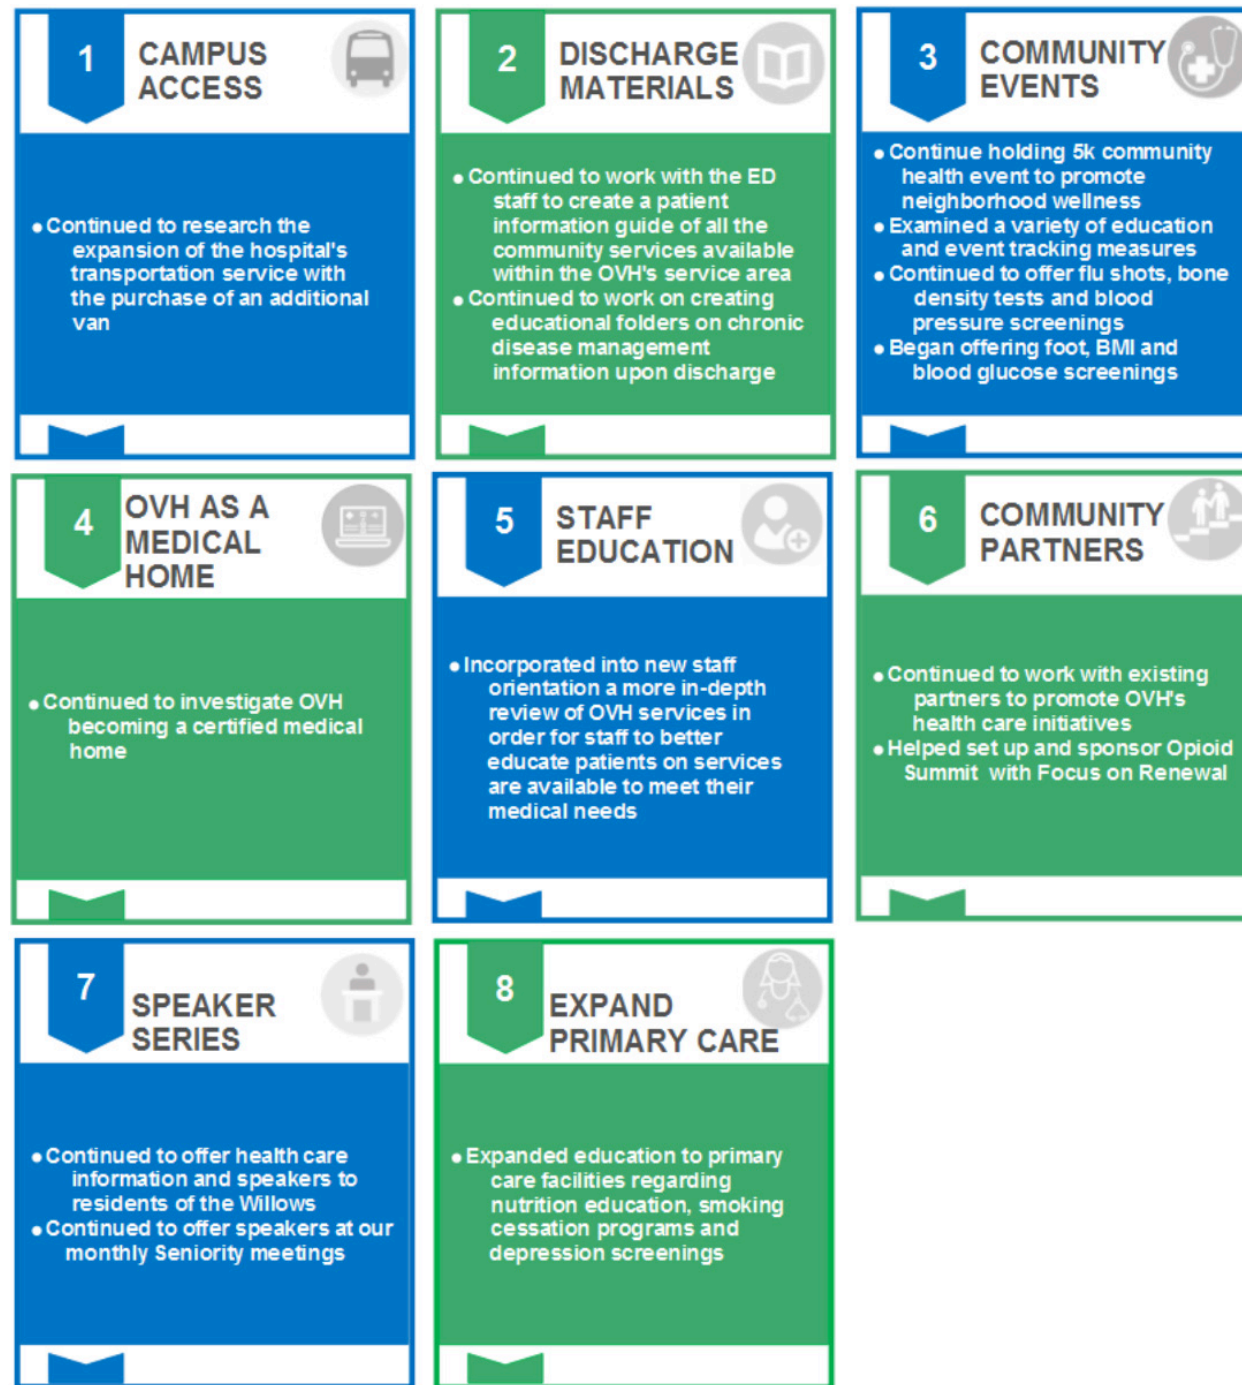 1
CAMPUS
ACCESS
● Continued to research the
expansion of the hospital's
transportation service with
the purchase of an additional
van
2
DISCHARGE
MATERIALS
● Continued to work with the ED
staff to create a patient
information guide of all the
community services available
within the OVH's service area
● Continued to work on creating
educational folders on chronic
disease management
information upon discharge
3
COMMUNITY
EVENTS
● Continue holding 5k community
health event to promote
neighborhood wellness
● Examined a variety of education
and event tracking measures
● Continued to offer flu shots, bone
density tests and blood
pressure screenings
● Began offering foot, BMI and
blood glucose screenings
4
OVH AS A
MEDICAL
HOME
● Continued to investigate OVH
becoming a certified medical
home
5
STAFF
EDUCATION
● Incorporated into new staff
orientation a more in-depth
review of OVH services in
order for staff to better
educate patients on services
are available to meet their
medical needs
6
COMMUNITY
PARTNERS
● Continued to work with existing
partners to promote OVH's
health care initiatives
● Helped set up and sponsor Opioid
Summit with Focus on Renewal
7
SPEAKER
SERIES
● Continued to offer health care
information and speakers to
residents of the Willows
● Continued to offer speakers at our
monthly Seniority meetings
8
EXPAND
PRIMARY CARE
● Expanded education to primary
care facilities regarding
nutrition education, smoking
cessation programs and
depression screenings